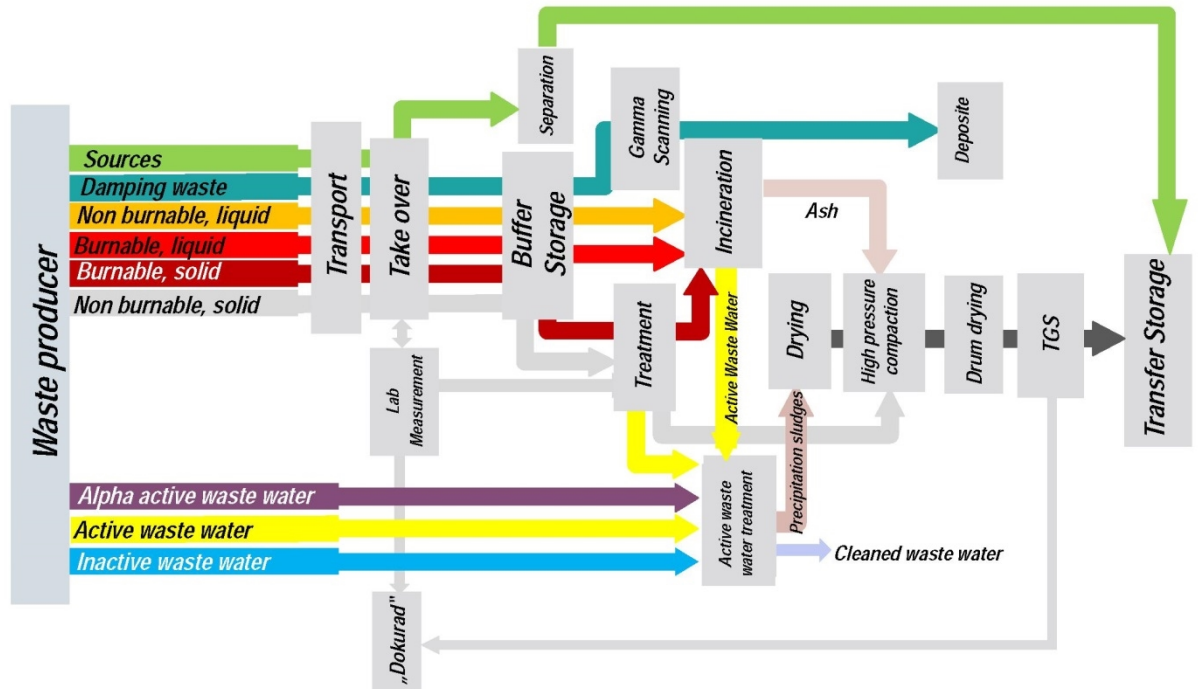 Waste producer
Sources
Damping waste
Non burnable, liquid
Burnable, liquid
Burnable, solid
Non burnable, solid
Alpha active waste water
Active waste water
Inactive waste water
Transport
Take over
Lab
Measurement
„Dokurad"
Separation
Buffer
Storage
Gamma
Scanning
Treatment
Incineration
Active Waste Water
Active waste
water treatment
Ash
Drying
Precipitation sludges
Cleaned waste water
High pressure
compaction
Deposite
Drum drying
TGS
Transfer Storage